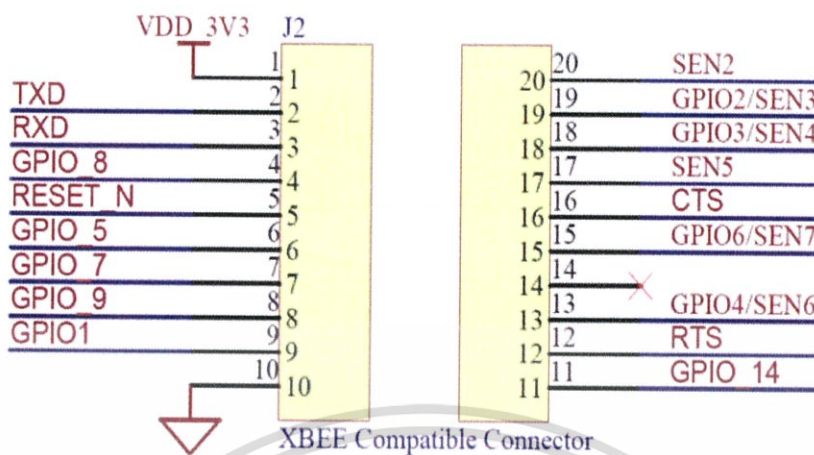 VDD_3V3
J2
1 1
TXD 2 2
RXD 3 3
GPIO_8 4 4
RESET_N 5 5
GPIO_5 6 6
GPIO_7 7 7
GPIO_9 8 8
GPIO1 9 9
10 10
20 20 SEN2
19 19 GPIO2/SEN3
18 18 GPIO3/SEN4
17 17 SEN5
16 16 CTS
15 15 GPIO6/SEN7
14 14
13 13 GPIO4/SEN6
12 12 RTS
11 11 GPIO_14
XBEE Compatible Connector